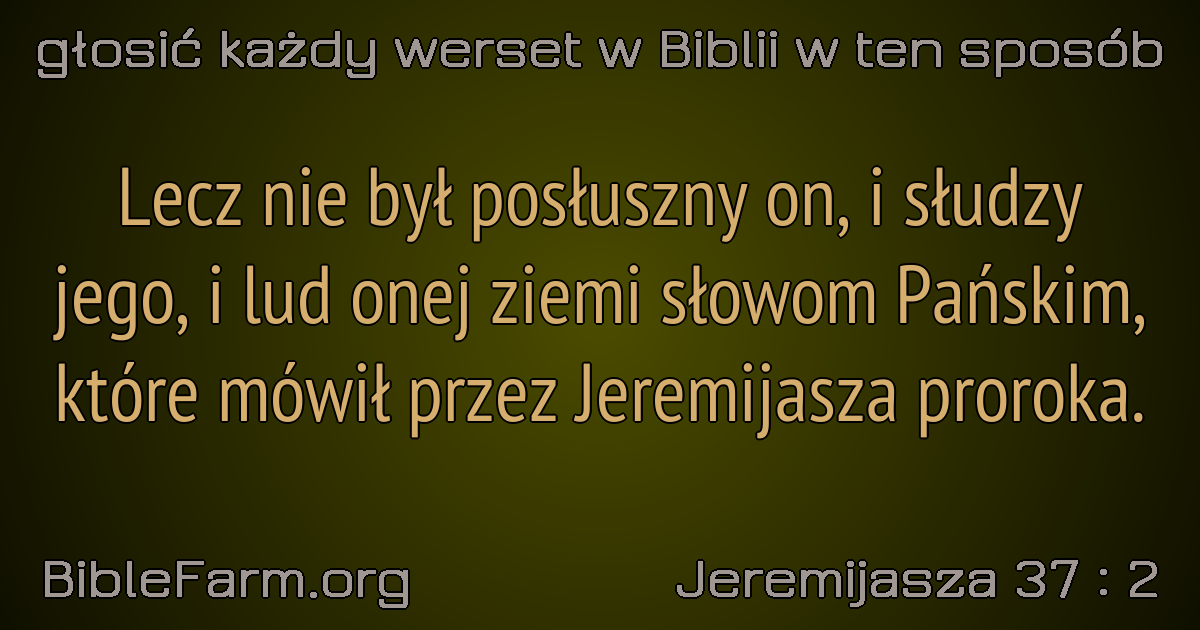 głosić każdy werset w Biblii w ten sposób
Lecz nie był posłuszny on, i słudzy
jego, i lud onej ziemi słowom Pańskim,
które mówił przez Jeremijasza proroka.
BibleFarm.org
Jeremijasza 37 : 2